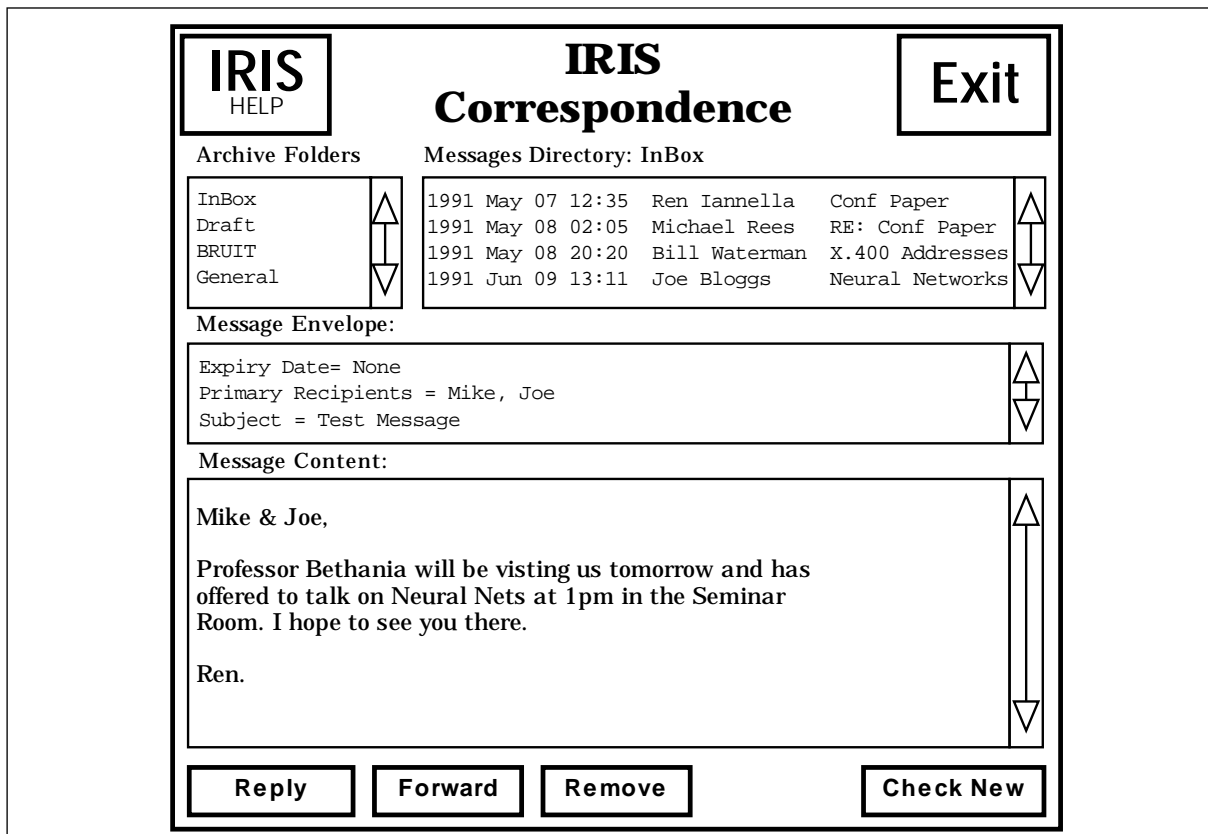 IRIS
HELP
IRIS
Correspondence
Exit
Archive Folders
Messages Directory: InBox
InBox
Draft
BRUIT
General
1991 May 07 12:35 Ren Iannella Conf Paper
1991 May 08 02:05 Michael Rees RE: Conf Paper
1991 May 08 20:20 Bill Waterman X.400 Addresses
1991 Jun 09 13:11 Joe Bloggs Neural Networks
Message Envelope:
Expiry Date= None
Primary Recipients = Mike, Joe
Subject = Test Message
Message Content:
Mike & Joe,
Professor Bethania will be visting us tomorrow and has
offered to talk on Neural Nets at 1pm in the Seminar
Room. I hope to see you there.
Ren.
Reply
Forward
Remove
Check New